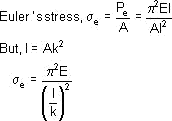 Euler's stress, σₑ = Pₑ/A = π²EI/Al²
But, I = Ak²
σₑ = π²E/(l/k)²